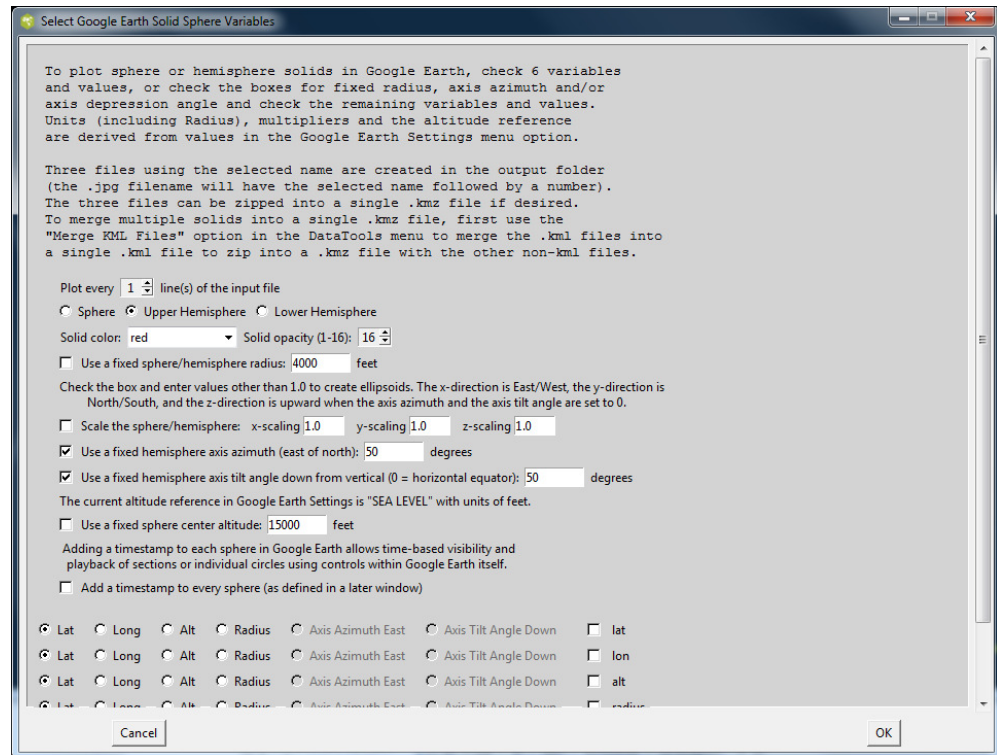 Select Google Earth Solid Sphere Variables
To plot sphere or hemisphere solids in Google Earth, check 6 variables
and values, or check the boxes for fixed radius, axis azimuth and/or
axis depression angle and check the remaining variables and values.
Units (including Radius), multipliers and the altitude reference
are derived from values in the Google Earth Settings menu option.
Three files using the selected name are created in the output folder
(the .jpg filename will have the selected name followed by a number).
The three files can be zipped into a single .kmz file if desired.
To merge multiple solids into a single .kmz file, first use the
"Merge KML Files" option in the DataTools menu to merge the .kml files into
a single .kml file to zip into a .kmz file with the other non-kml files.
Plot every 1 line(s) of the input file
Sphere Upper Hemisphere Lower Hemisphere
Solid color: red Solid opacity (1-16): 16
Use a fixed sphere/hemisphere radius: 4000 feet
Check the box and enter values other than 1.0 to create ellipsoids. The x-direction is East/West, the y-direction is
North/South, and the z-direction is upward when the axis azimuth and the axis tilt angle are set to 0.
Scale the sphere/hemisphere: x-scaling 1.0 y-scaling 1.0 z-scaling 1.0
Use a fixed hemisphere axis azimuth (east of north): 50 degrees
Use a fixed hemisphere axis tilt angle down from vertical (0 = horizontal equator): 50 degrees
The current altitude reference in Google Earth Settings is "SEA LEVEL" with units of feet.
Use a fixed sphere center altitude: 15000 feet
Adding a timestamp to each sphere in Google Earth allows time-based visibility and
playback of sections or individual circles using controls within Google Earth itself.
Add a timestamp to every sphere (as defined in a later window)
Lat Long Alt Radius Axis Azimuth East Axis Tilt Angle Down lat
Lat Long Alt Radius Axis Azimuth East Axis Tilt Angle Down lon
Lat Long Alt Radius Axis Azimuth East Axis Tilt Angle Down alt
Lat Long Alt Radius Axis Azimuth East Axis Tilt Angle Down radius
Cancel OK